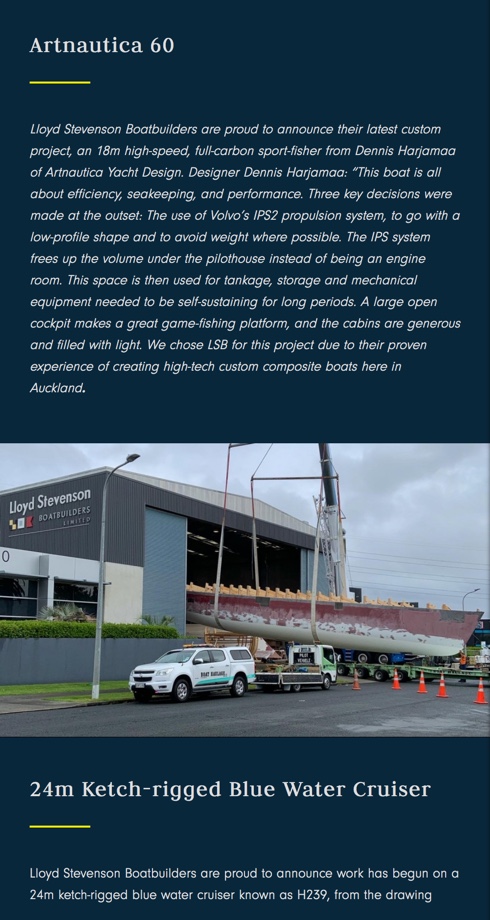 Artnautica 60
Lloyd Stevenson Boatbuilders are proud to announce their latest custom
project, an 18m high-speed, full-carbon sport-fisher from Dennis Harjamaa
of Artnautica Yacht Design. Designer Dennis Harjamaa: “This boat is all
about efficiency, seakeeping, and performance. Three key decisions were
made at the outset: The use of Volvo’s IPS2 propulsion system, to go with a
low-profile shape and to avoid weight where possible. The IPS system
frees up the volume under the pilothouse instead of being an engine
room. This space is then used for tankage, storage and mechanical
equipment needed to be self-sustaining for long periods. A large open
cockpit makes a great game-fishing platform, and the cabins are generous
and filled with light. We chose LSB for this project due to their proven
experience of creating high-tech custom composite boats here in
Auckland.
Lloyd Stevenson
BOATBUILDERS
LIMITED
0
24m Ketch-rigged Blue Water Cruiser
Lloyd Stevenson Boatbuilders are proud to announce work has begun on a
24m ketch-rigged blue water cruiser known as H239, from the drawing